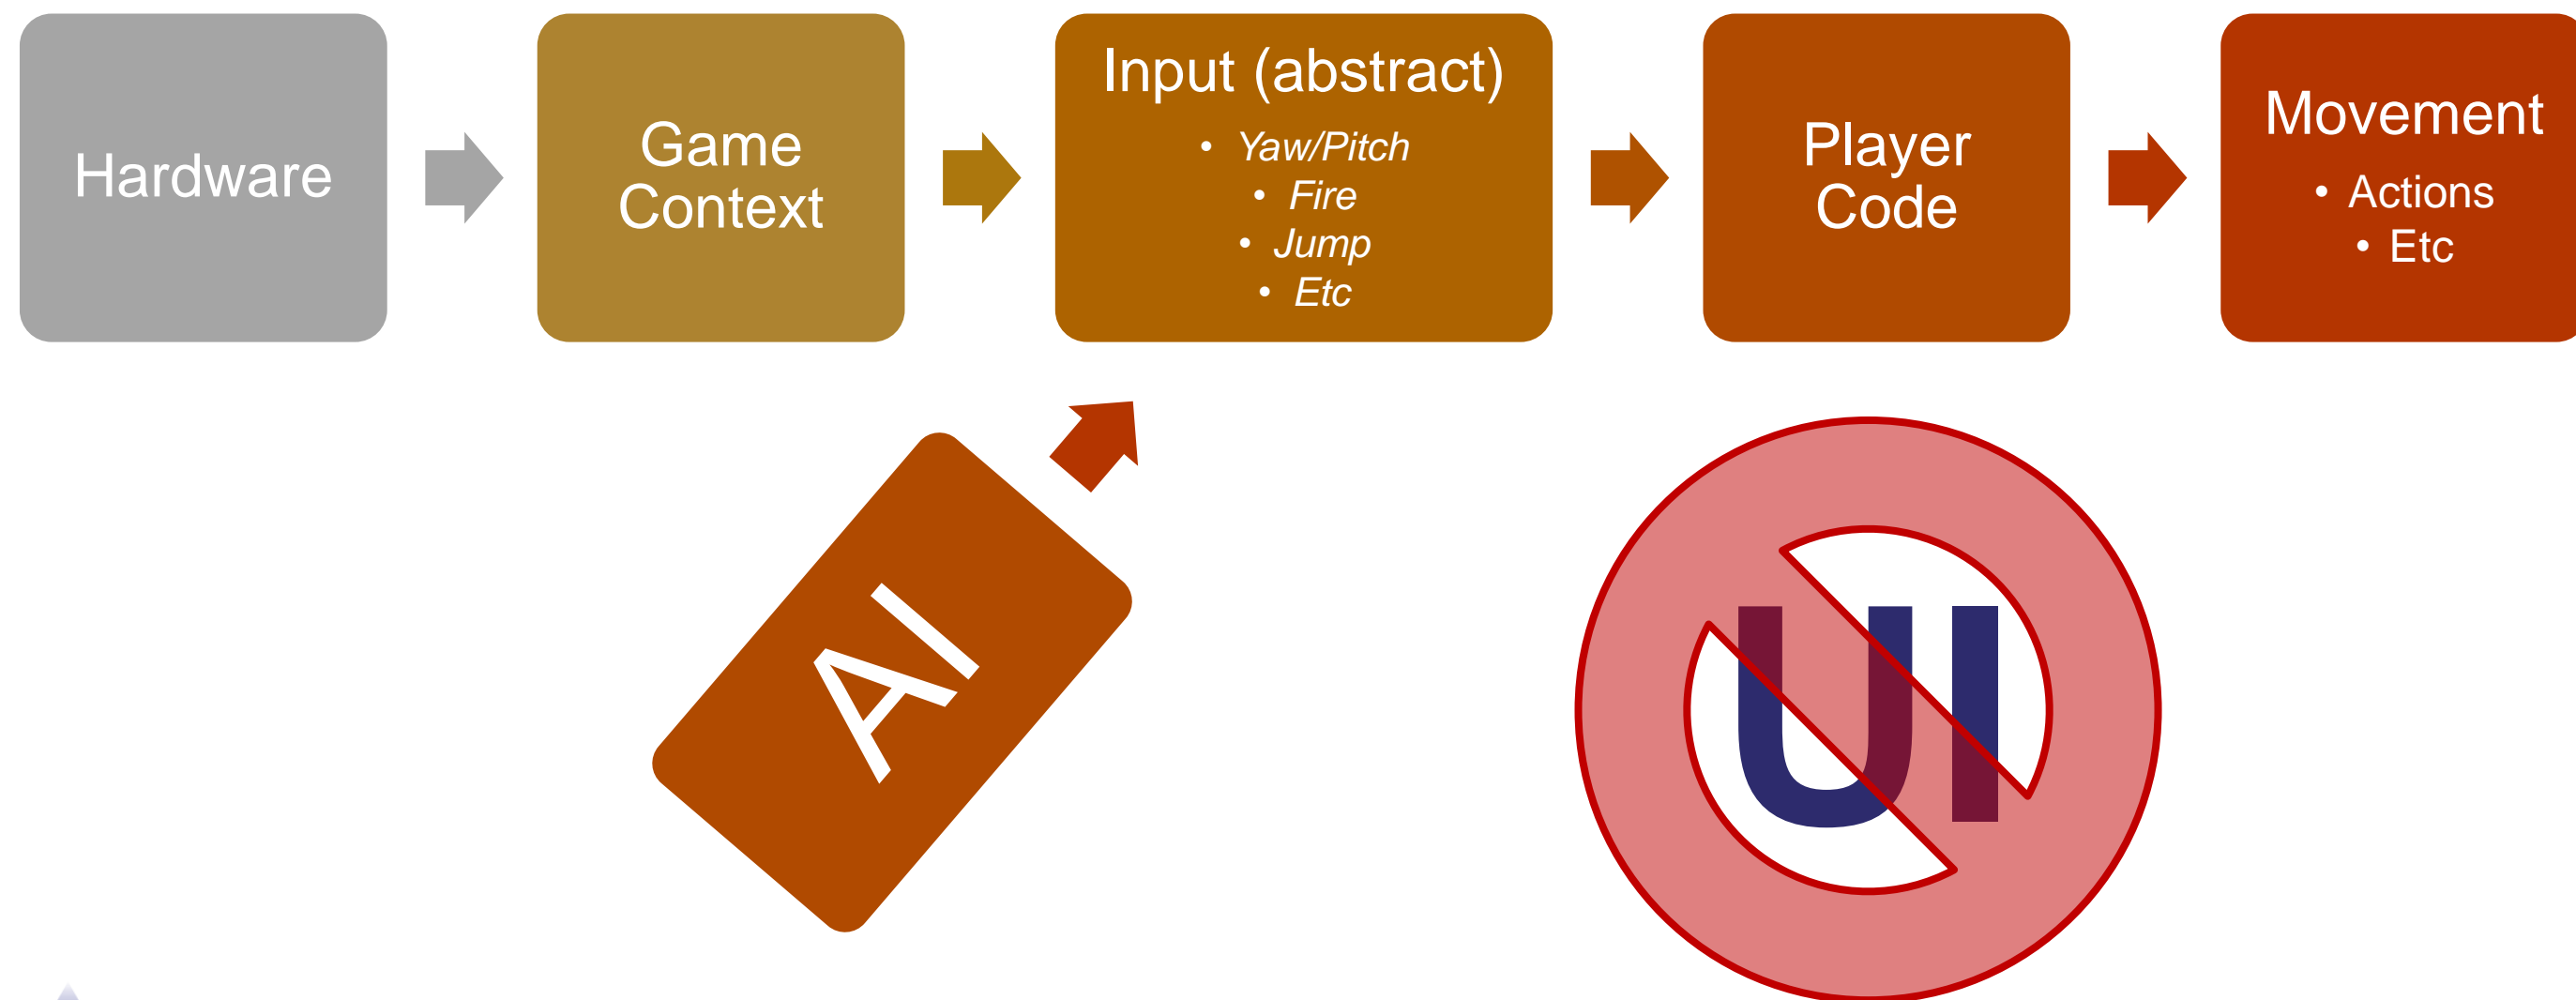 Hardware
Game
Context
Input (abstract)
• Yaw/Pitch
• Fire
• Jump
• Etc
Player
Code
Movement
• Actions
• Etc
AI
UI